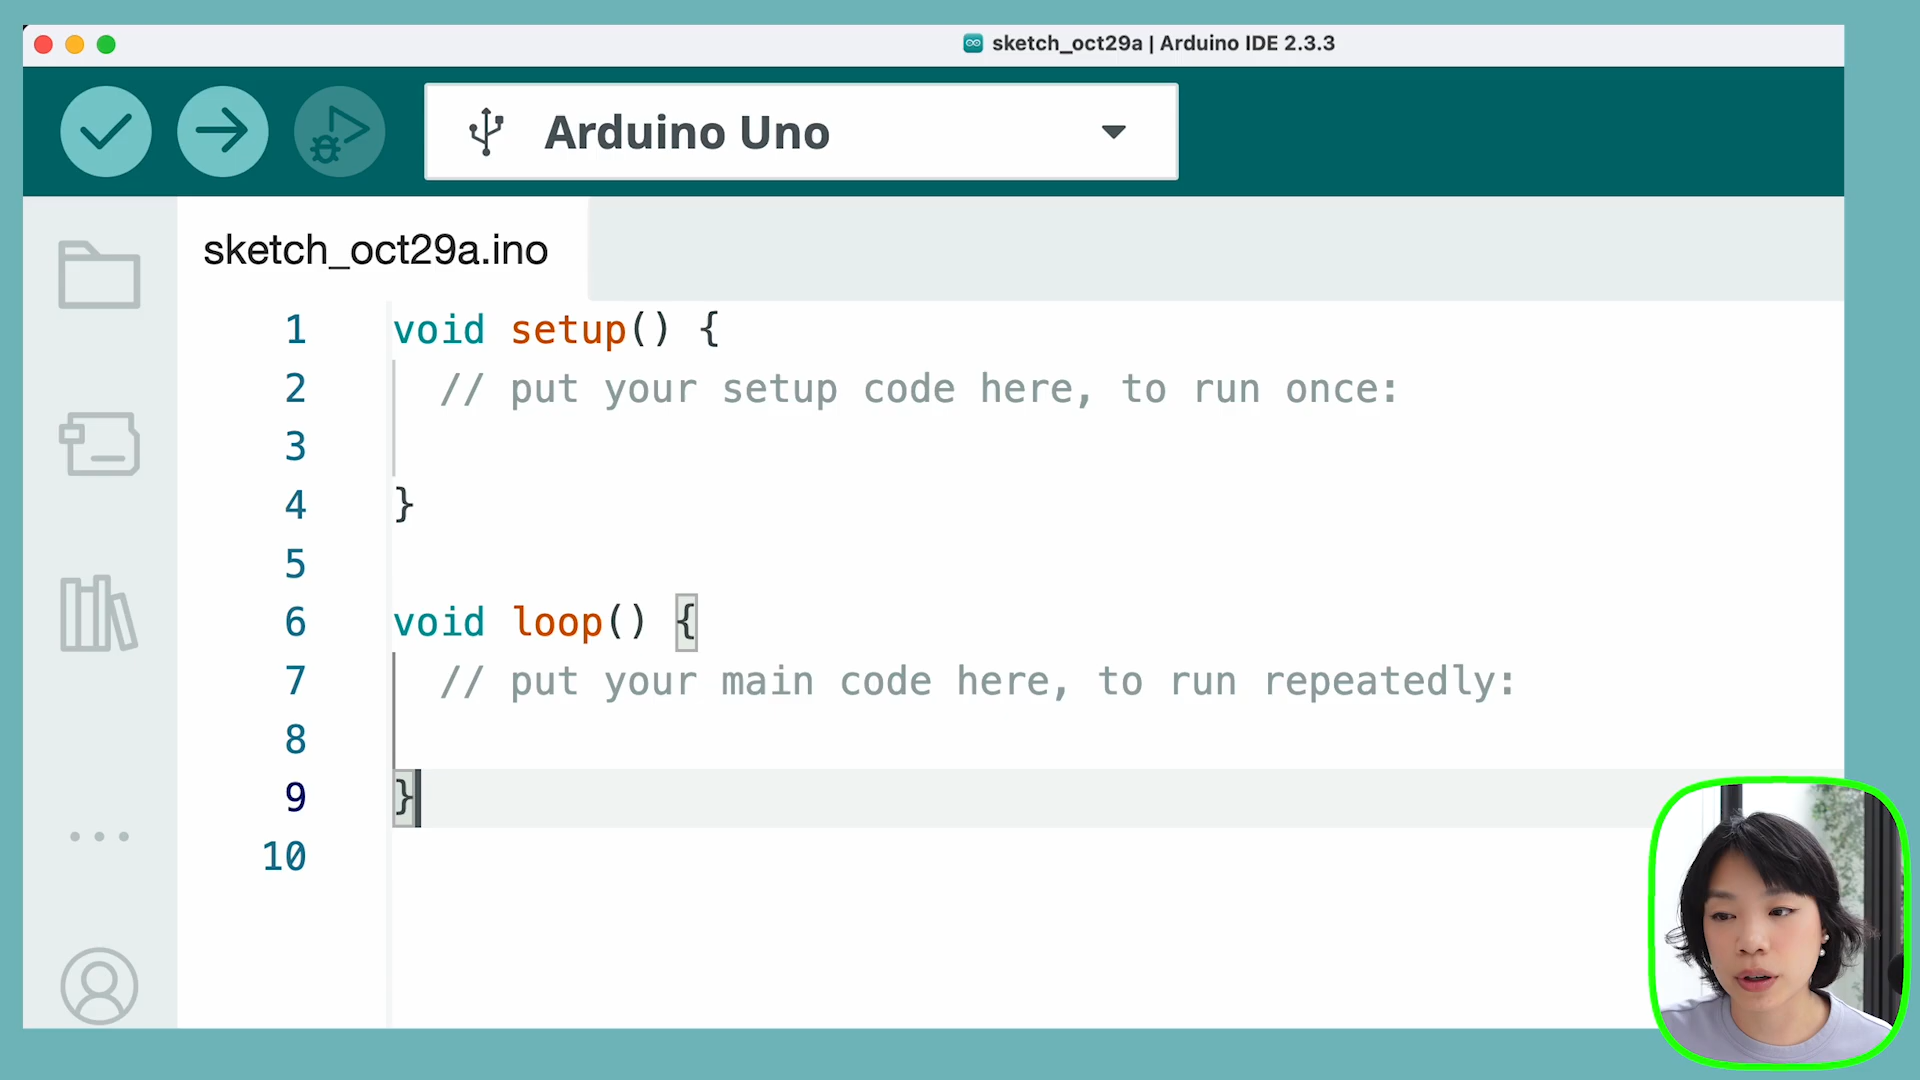 sketch_oct29a | Arduino IDE 2.3.3
Arduino Uno
sketch_oct29a.ino
1 void setup() {
2 // put your setup code here, to run once:
3
4 }
5
6 void loop() {
7 // put your main code here, to run repeatedly:
8
9 }
10